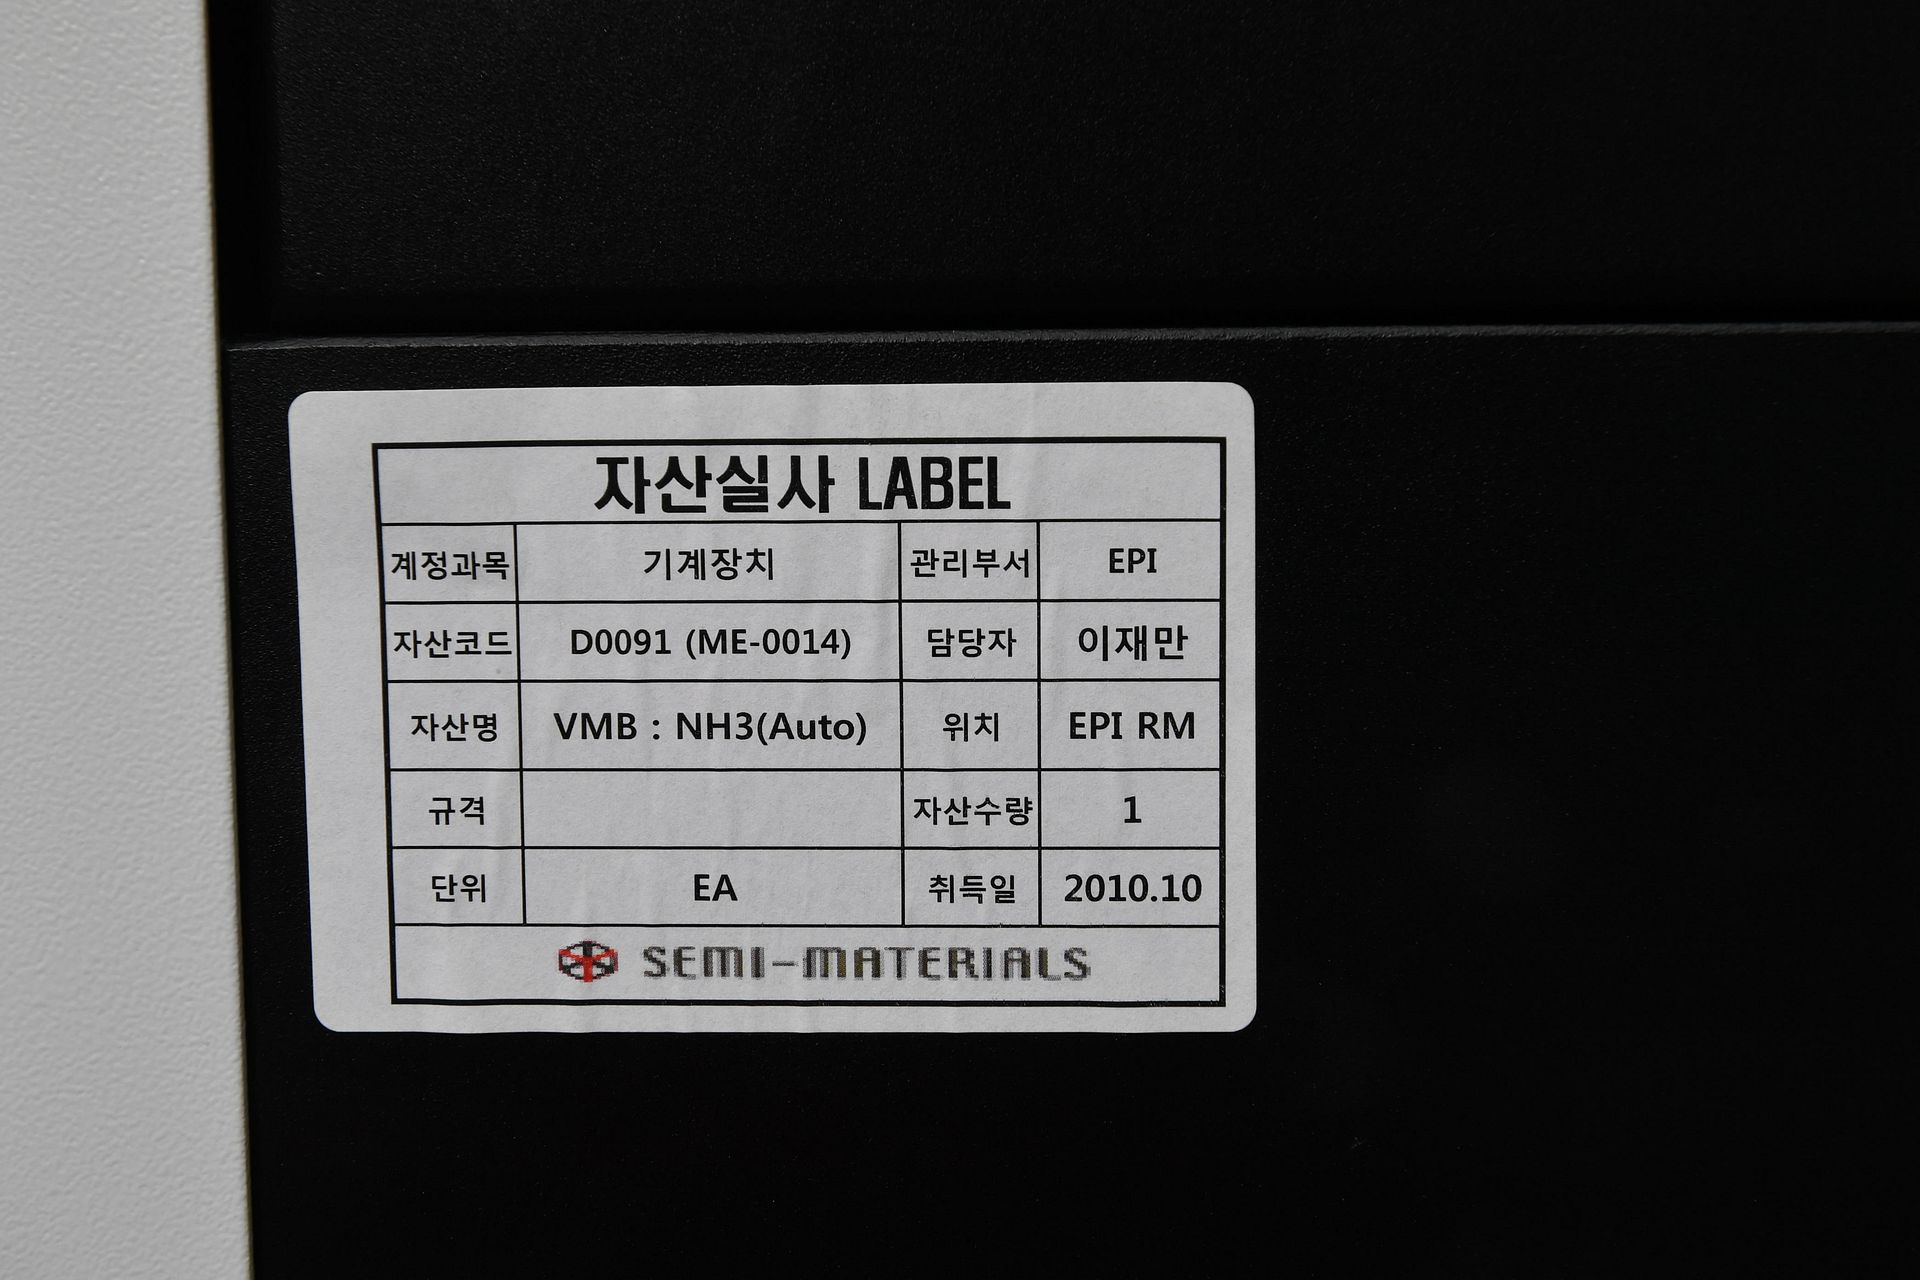 자산실사 LABEL
계정과목 기계장치 관리부서 EPI
자산코드 D0091 (ME-0014) 담당자 이재만
자산명 VMB : NH3(Auto) 위치 EPI RM
규격 자산수량 1
단위 EA 취득일 2010.10
SEMI-MATERIALS